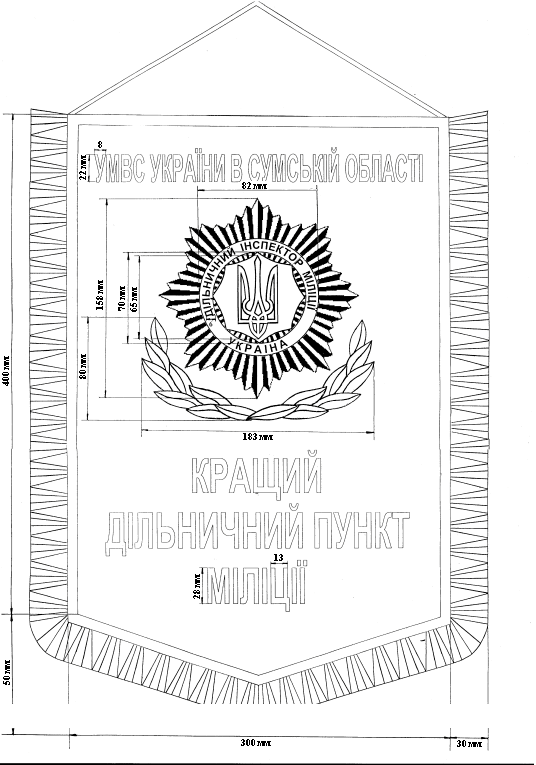 8
22 мм
УМВС УКРАЇНИ В СУМСЬКІЙ ОБЛАСТІ
82 мм
158 мм
70 мм
65 мм
ДІЛЬНИЧНИЙ ІНСПЕКТОР МІЛІЦІЇ
УКРАЇНА
80 мм
400 мм
183 мм
КРАЩИЙ
ДІЛЬНИЧНИЙ ПУНКТ
13
28 мм
МІЛІЦІЇ
50 мм
300 мм
30 мм